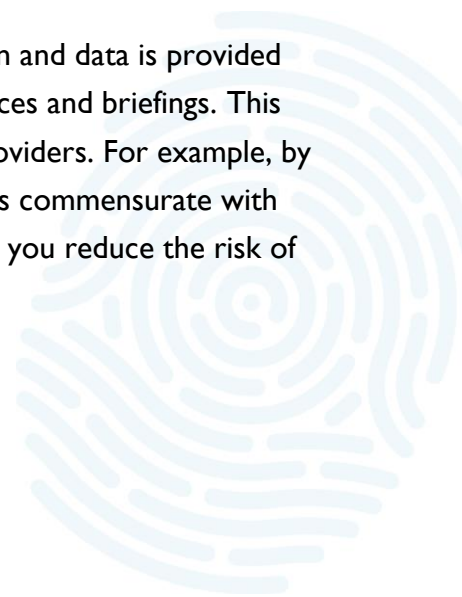 and data is provided
ces and briefings. This
oviders. For example, by
s commensurate with
you reduce the risk of